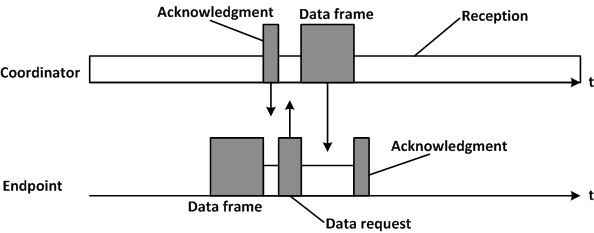 Acknowledgment
Data frame
Reception
Coordinator
t
Acknowledgment
Endpoint
t
Data frame
Data request